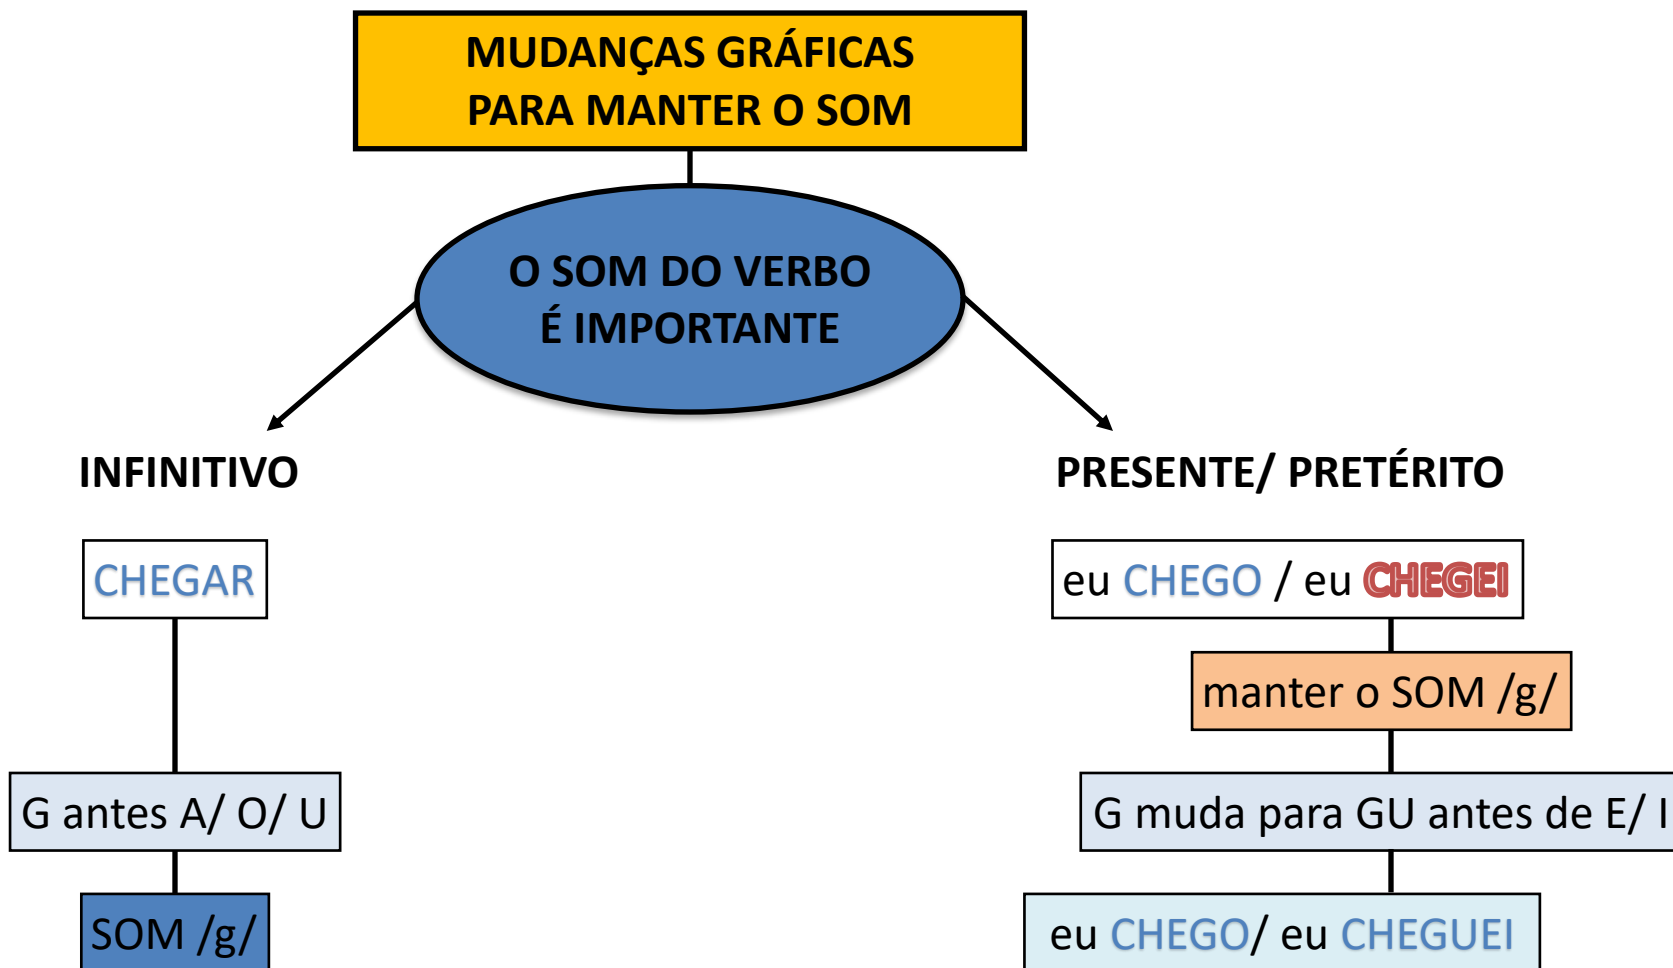 MUDANÇAS GRÁFICAS
PARA MANTER O SOM
O SOM DO VERBO
É IMPORTANTE
INFINITIVO
CHEGAR
G antes A/ O/ U
SOM /g/
PRESENTE/ PRETÉRITO
eu CHEGO / eu CHEGEI
manter o SOM /g/
G muda para GU antes de E/ I
eu CHEGO/ eu CHEGUEI